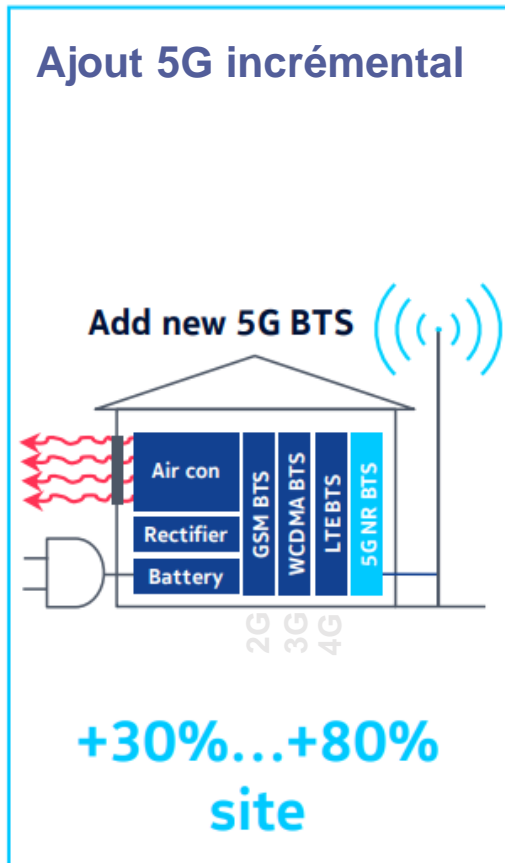 Ajout 5G incrémental
Add new 5G BTS
Air con
Rectifier
Battery
GSM BTS
WCDMA BTS
LTE BTS
5G NR BTS
2G
3G
4G
+30%...+80%
site